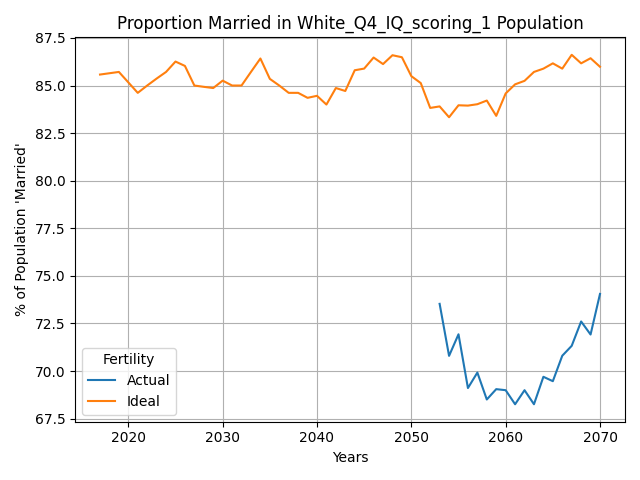 Proportion Married in White_Q4_IQ_scoring_1 Population
% of Population 'Married'
87.5
85.0
82.5
80.0
77.5
75.0
72.5
70.0
67.5
Fertility
Actual
Ideal
2020 2030 2040 2050 2060 2070
Years